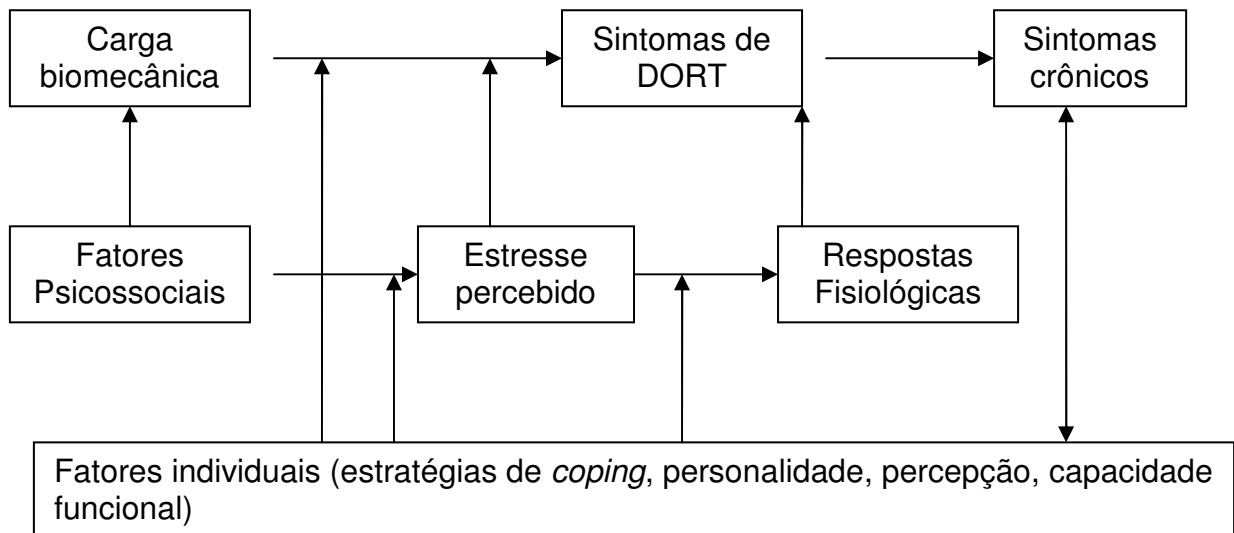 Carga
biomecânica
Sintomas de
DORT
Sintomas
crônicos
Fatores
Psicossociais
Estresse
percebido
Respostas
Fisiológicas
Fatores individuais (estratégias de coping, personalidade, percepção, capacidade
funcional)